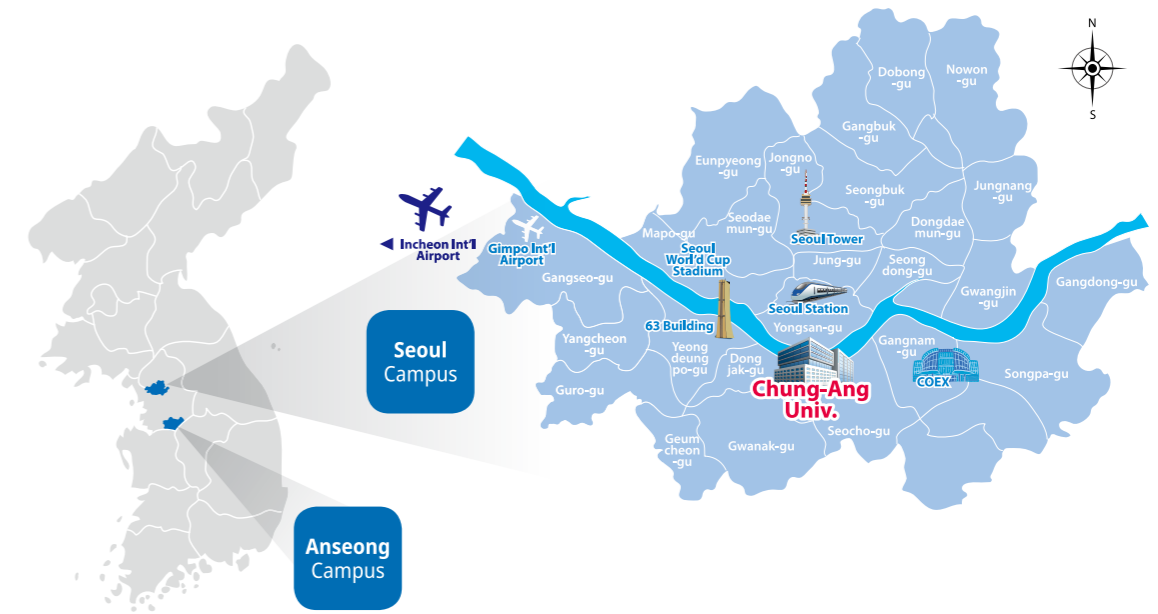 N
S
Dobong
-gu
Nowon
-gu
Gangbuk
-gu
Eunpyeong
-gu
Jongno
-gu
Seongbuk
-gu
Jungnang
-gu
Seodae
mun-gu
Dongdae
mun-gu
Mapo-gu
Seoul Tower
Incheon Int'l
Airport
Gimpo Int'l
Airport
Seoul
World Cup
Stadium
Jung-gu
Seong
dong-gu
Gangseo-gu
Gwangjin
-gu
Gangdong-gu
Seoul Station
63 Building
Yongsan-gu
Yangcheon
-gu
Yeong
deung
po-gu
Dong
jak-gu
Gangnam
-gu
COEX
Songpa-gu
Guro-gu
Chung-Ang
Univ.
Seocho-gu
Geum
cheon
-gu
Gwanak-gu
Seoul
Campus
Anseong
Campus